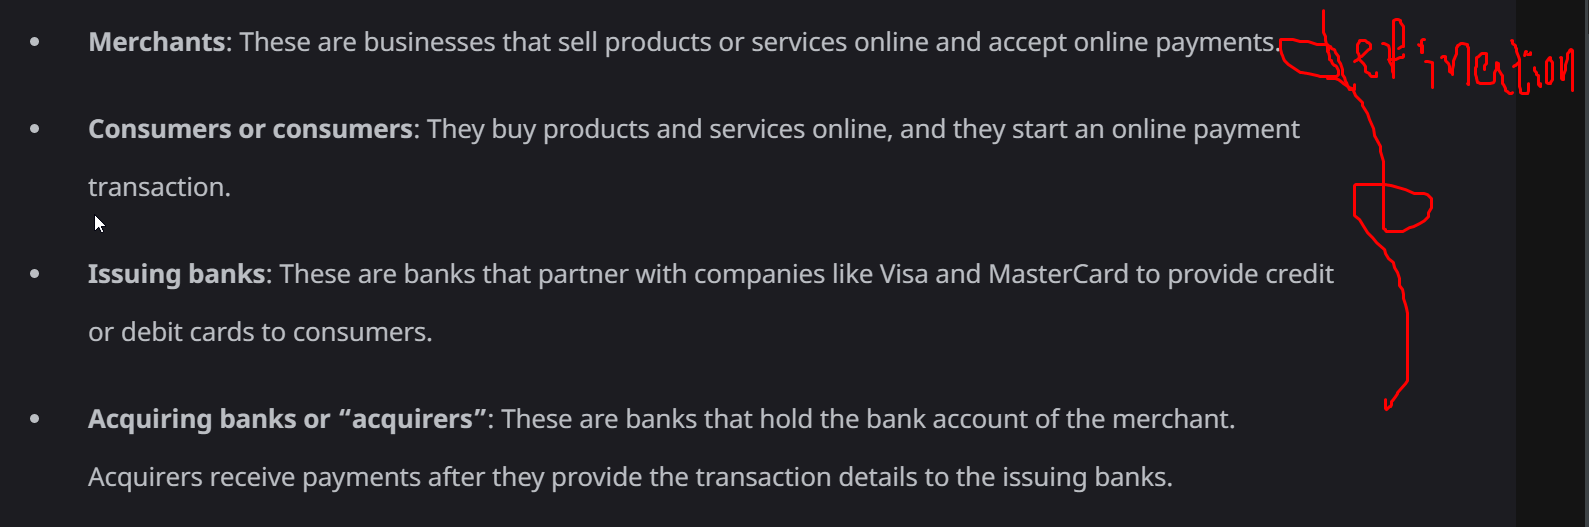 • Merchants: These are businesses that sell products or services online and accept online payments.
• Consumers or consumers: They buy products and services online, and they start an online payment
transaction.
• Issuing banks: These are banks that partner with companies like Visa and MasterCard to provide credit
or debit cards to consumers.
• Acquiring banks or “acquirers”: These are banks that hold the bank account of the merchant.
Acquirers receive payments after they provide the transaction details to the issuing banks.